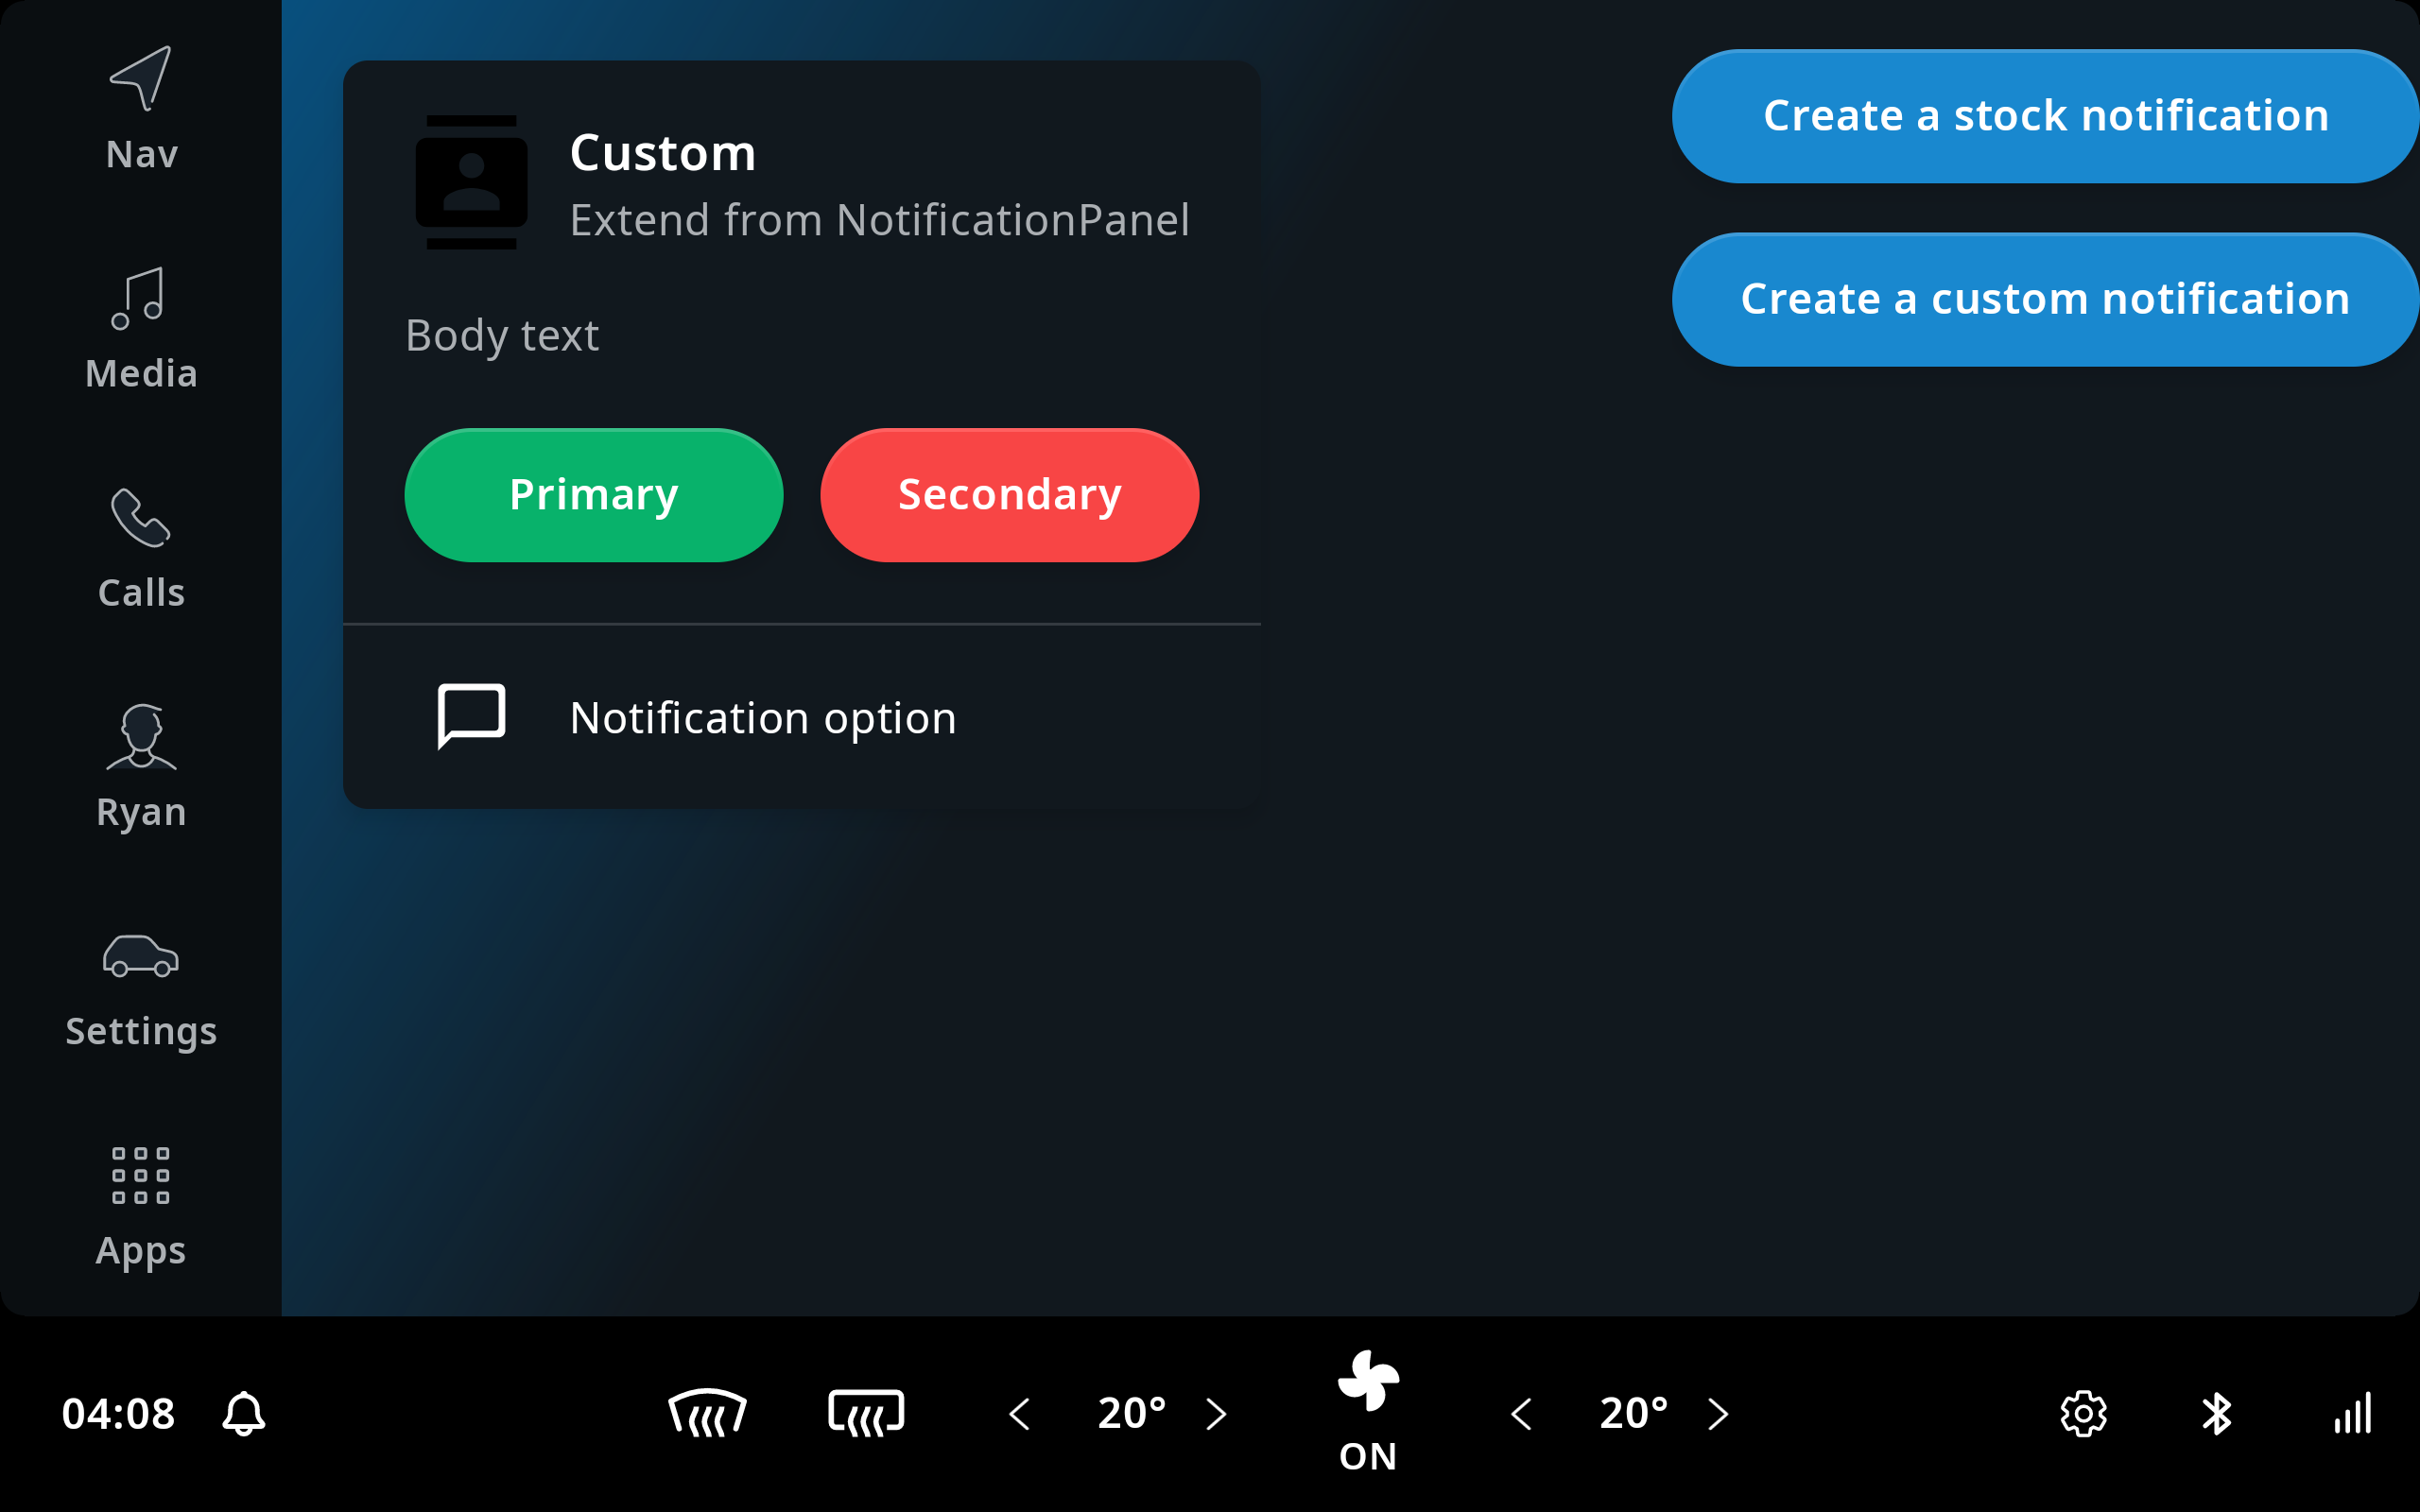 Nav
Media
Calls
Ryan
Settings
Apps
Custom
Extend from NotificationPanel
Body text
Primary
Secondary
Notification option
Create a stock notification
Create a custom notification
04:08
20°
ON
20°